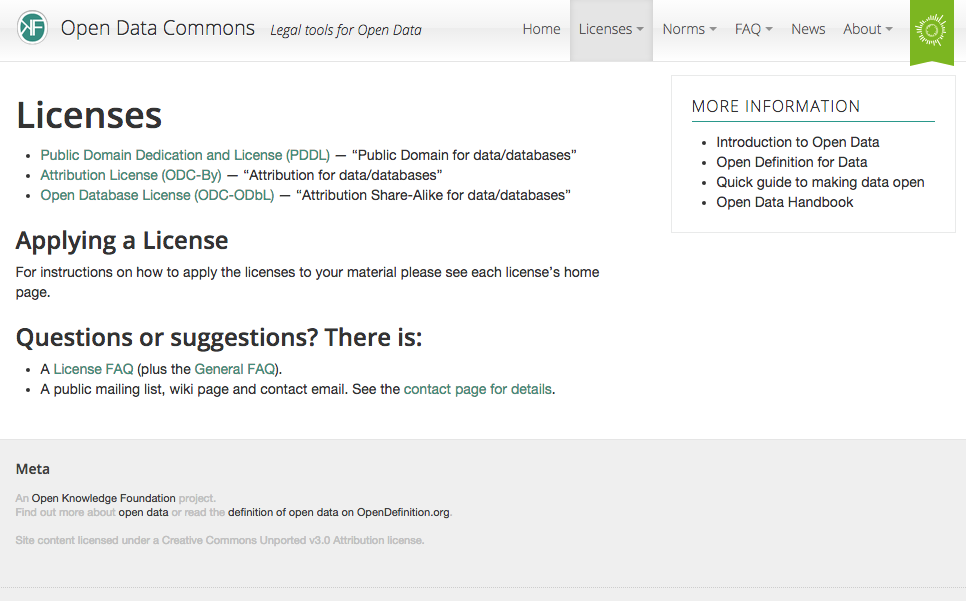 Open Data Commons Legal tools for Open Data
Home Licenses Norms FAQ News About
Licenses
• Public Domain Dedication and License (PDDL) — “Public Domain for data/databases”
• Attribution License (ODC-By) — “Attribution for data/databases”
• Open Database License (ODC-ODbL) — “Attribution Share-Alike for data/databases”
Applying a License
For instructions on how to apply the licenses to your material please see each license’s home
page.
Questions or suggestions? There is:
• A License FAQ (plus the General FAQ).
• A public mailing list, wiki page and contact email. See the contact page for details.
MORE INFORMATION
• Introduction to Open Data
• Open Definition for Data
• Quick guide to making data open
• Open Data Handbook
Meta
An Open Knowledge Foundation project.
Find out more about open data or read the definition of open data on OpenDefinition.org.
Site content licensed under a Creative Commons Unported v3.0 Attribution license.